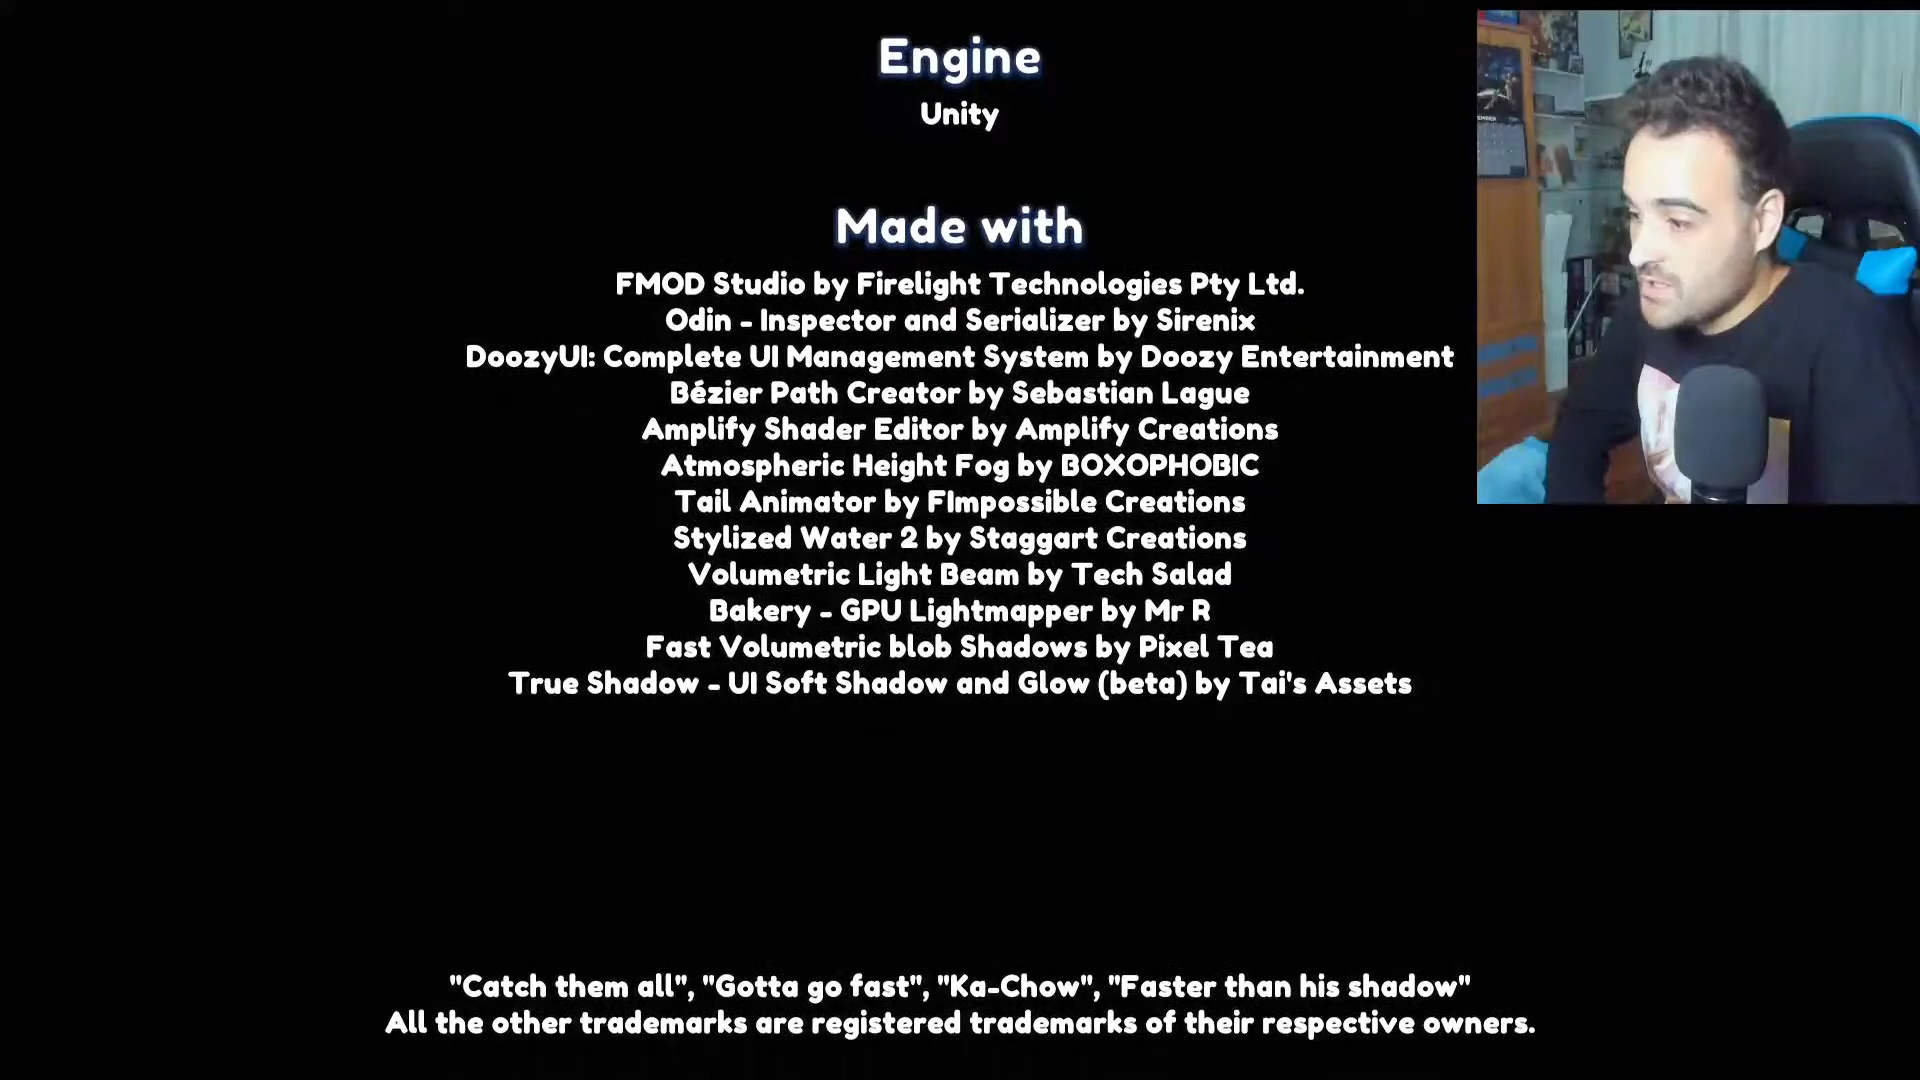 Engine
Unity
Made with
FMOD Studio by Firelight Technologies Pty Ltd.
Odin - Inspector and Serializer by Sirenix
DoozyUI: Complete UI Management System by Doozy Entertainment
Bézier Path Creator by Sebastian Lague
Amplify Shader Editor by Amplify Creations
Atmospheric Height Fog by BOXOPHOBIC
Tail Animator by FImpossible Creations
Stylized Water 2 by Staggart Creations
Volumetric Light Beam by Tech Salad
Bakery - GPU Lightmapper by Mr R
Fast Volumetric blob Shadows by Pixel Tea
True Shadow - UI Soft Shadow and Glow (beta) by Tai's Assets
"Catch them all", "Gotta go fast", "Ka-Chow", "Faster than his shadow"
All the other trademarks are registered trademarks of their respective owners.